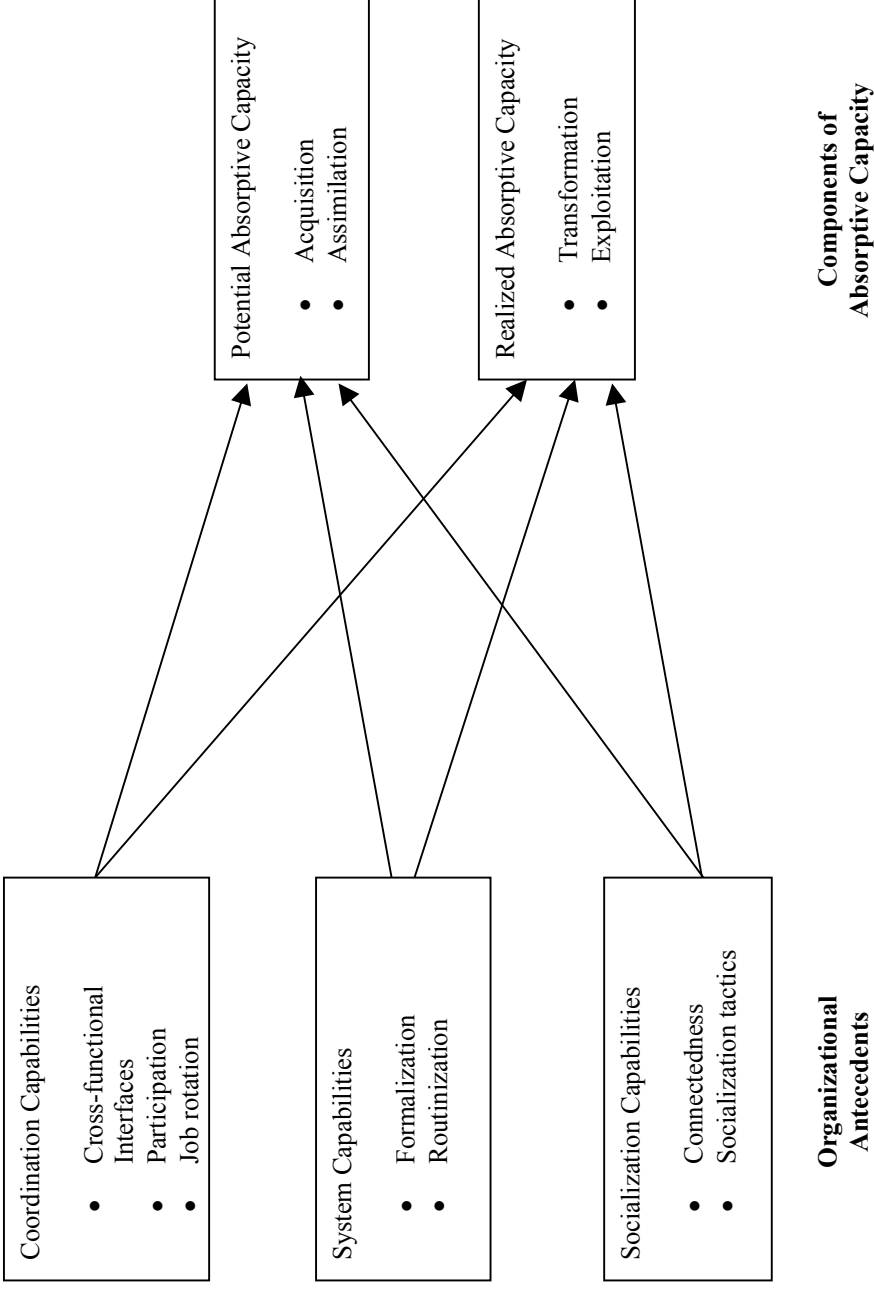 Coordination Capabilities
• Cross-functional
Interfaces
• Participation
• Job rotation
System Capabilities
• Formalization
• Routinization
Socialization Capabilities
• Connectedness
• Socialization tactics
Organizational
Antecedents
Potential Absorptive Capacity
• Acquisition
• Assimilation
Realized Absorptive Capacity
• Transformation
• Exploitation
Components of
Absorptive Capacity